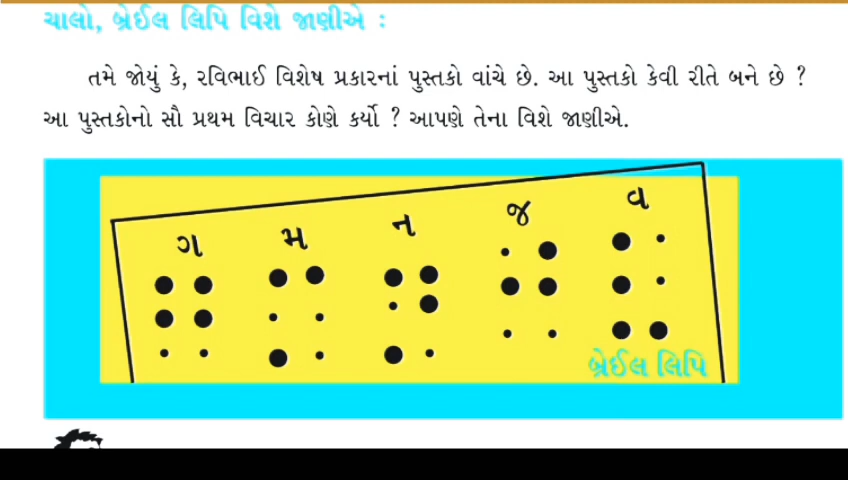 ચાલો, બ્રેઈલ લિપિ વિશે જાણીએ :
તમે જોયું કે, રવિભાઈ વિશેષ પ્રકારનાં પુસ્તકો વાંચે છે. આ પુસ્તકો કેવી રીતે બને છે ?
આ પુસ્તકોનો સૌ પ્રથમ વિચાર કોણે કર્યો ? આપણે તેના વિશે જાણીએ.
ગ મ ન જ વ
બ્રેઈલ લિપિ